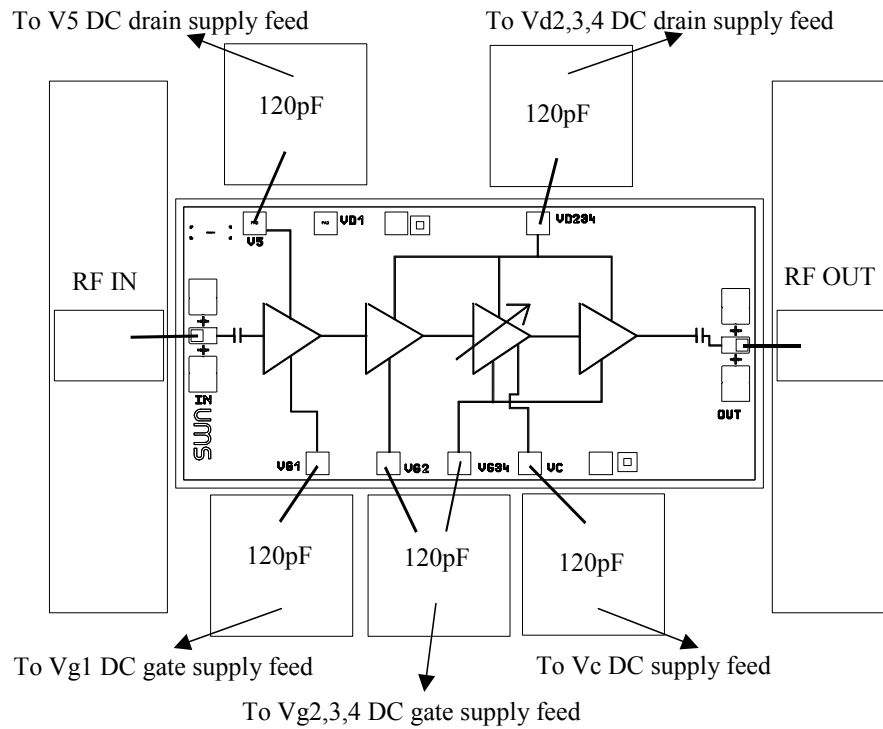 To V5 DC drain supply feed
To Vd2,3,4 DC drain supply feed
120pF
120pF
V5
VD1
VD234
RF IN
RF OUT
IN
OUT
ums
VG1
VG2
VG34
VC
120pF
120pF
120pF
To Vg1 DC gate supply feed
To Vc DC supply feed
To Vg2,3,4 DC gate supply feed